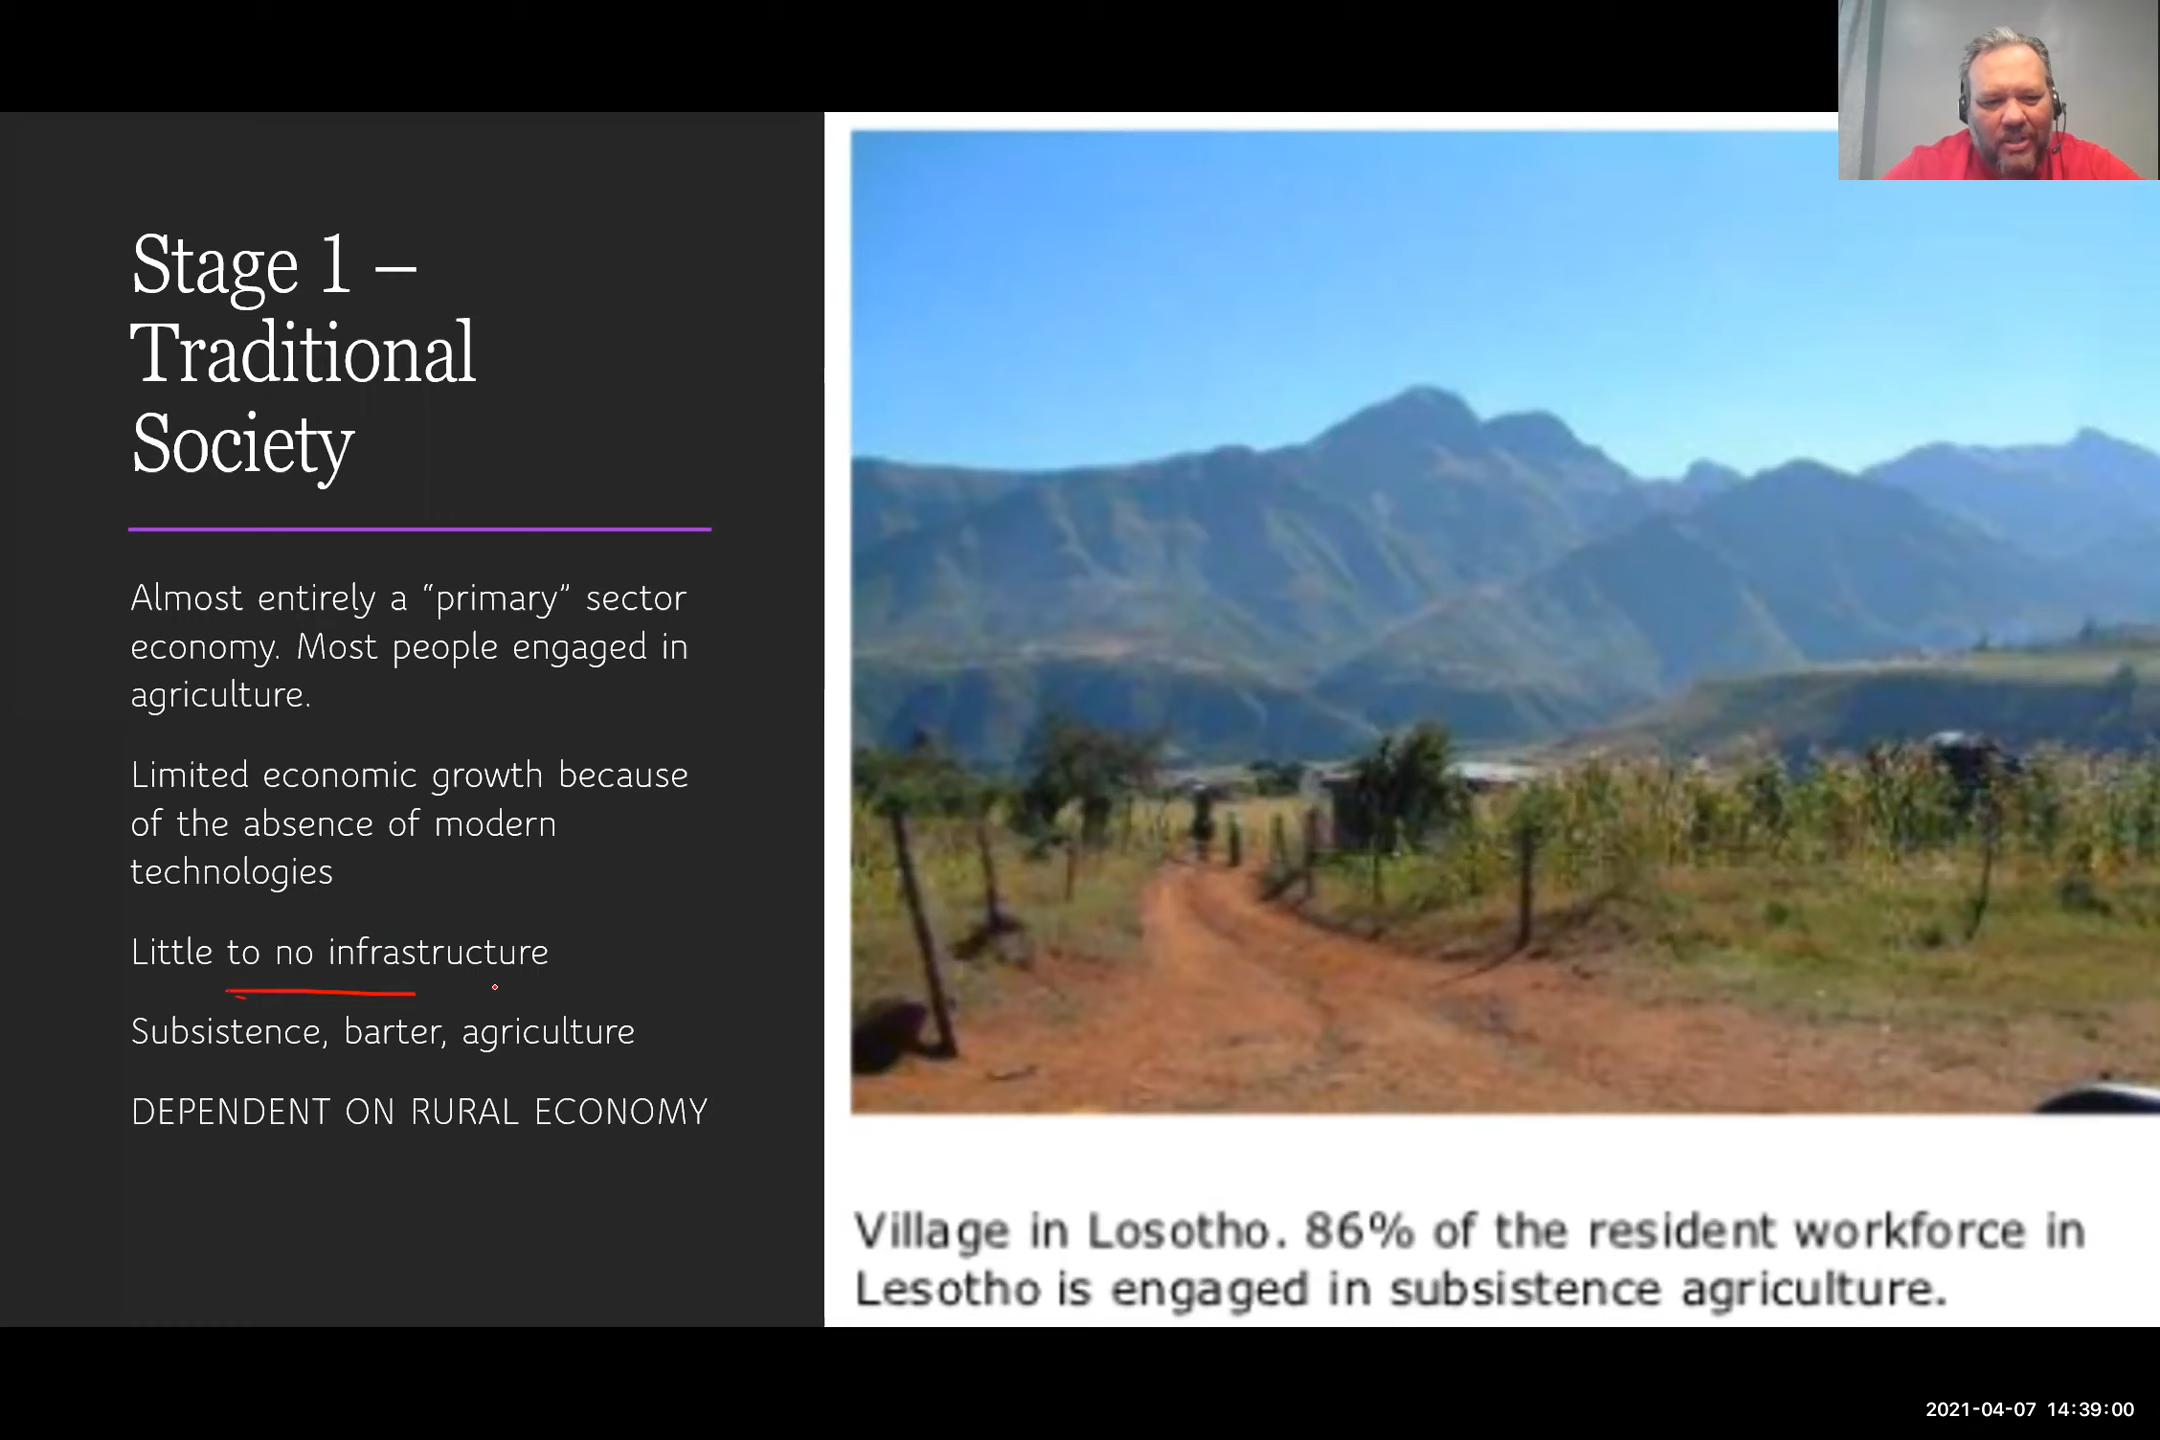 Stage 1 –
Traditional
Society
Almost entirely a “primary” sector
economy. Most people engaged in
agriculture.
Limited economic growth because
of the absence of modern
technologies
Little to no infrastructure
Subsistence, barter, agriculture
DEPENDENT ON RURAL ECONOMY
Village in Losotho. 86% of the resident workforce in
Lesotho is engaged in subsistence agriculture.
2021-04-07 14:39:00